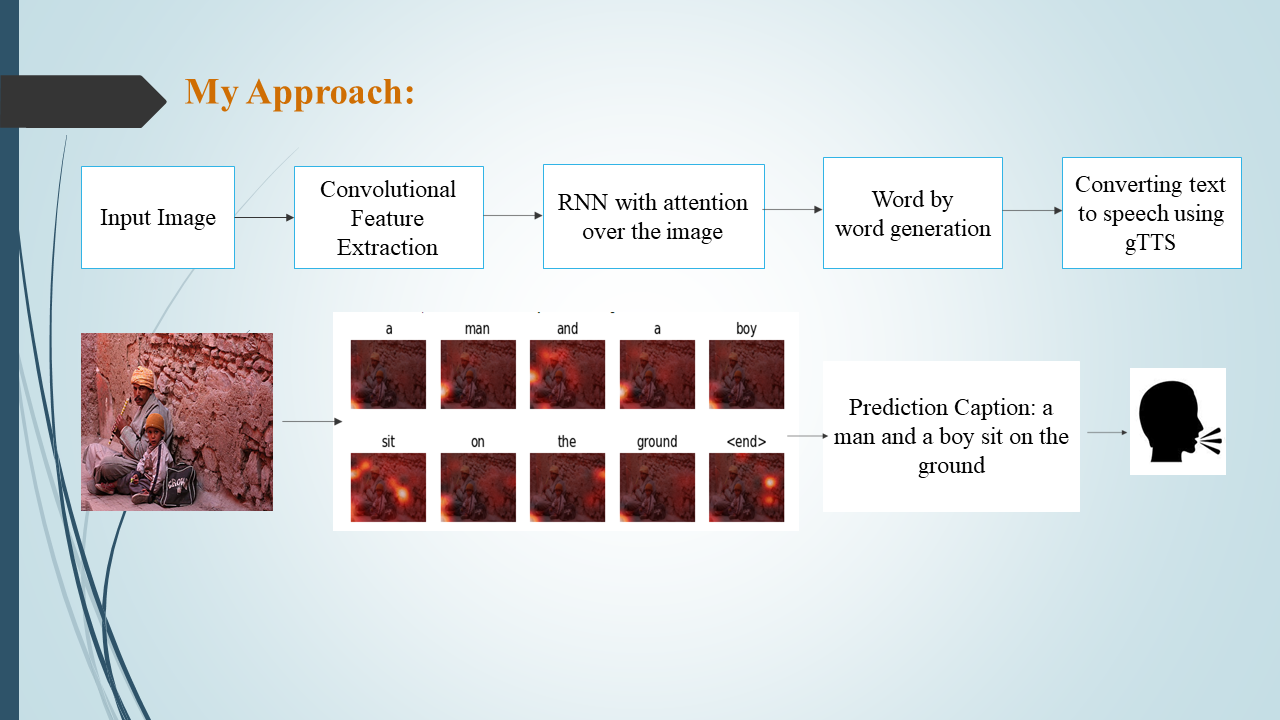 My Approach:
Input Image
Convolutional
Feature
Extraction
RNN with attention
over the image
Word by
word generation
Converting text
to speech using
gTTS
a man and a boy
sit on the ground <end>
Prediction Caption: a
man and a boy sit on the
ground